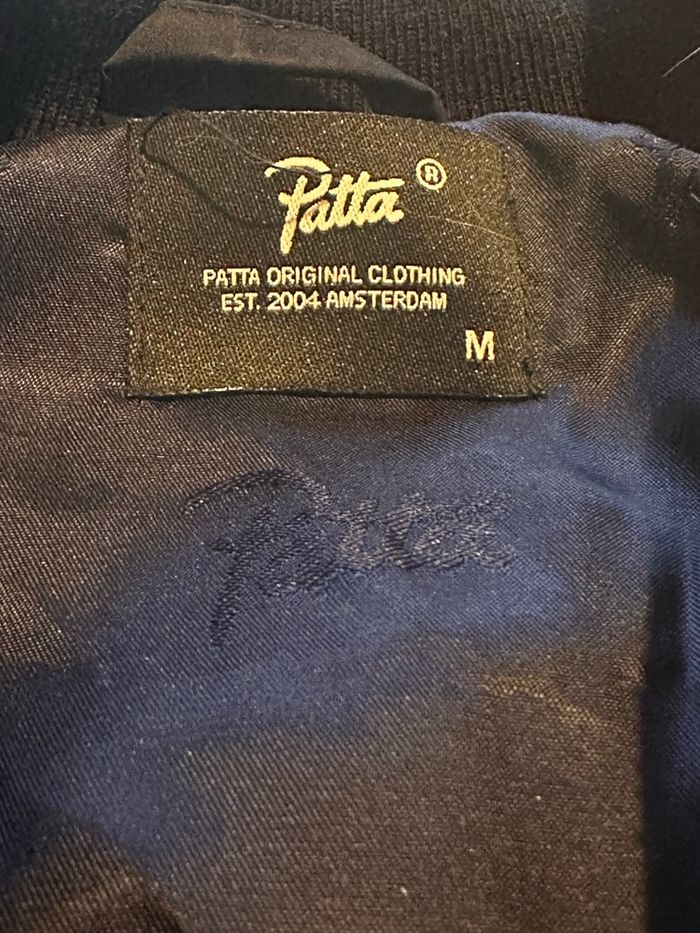 Patta ®
PATTA ORIGINAL CLOTHING
EST. 2004 AMSTERDAM
M
Patta